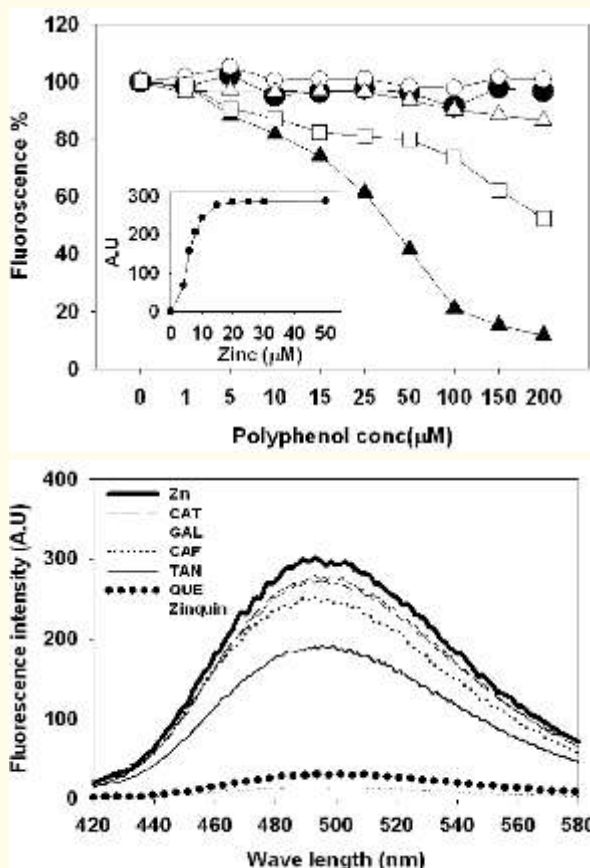 Fluoroscence %
120
100
80
60
40
20
0
A.U
300
200
100
0
0 10 20 30 40 50
Zinc (µM)
0 1 5 10 15 25 50 100 150 200
Polyphenol conc(µM)
Fluorescence intensity (A.U)
400
300
200
100
0
Zn
CAT
GAL
CAF
TAN
QUE
Zinquin
420 440 460 480 500 520 540 560 580
Wave length (nm)